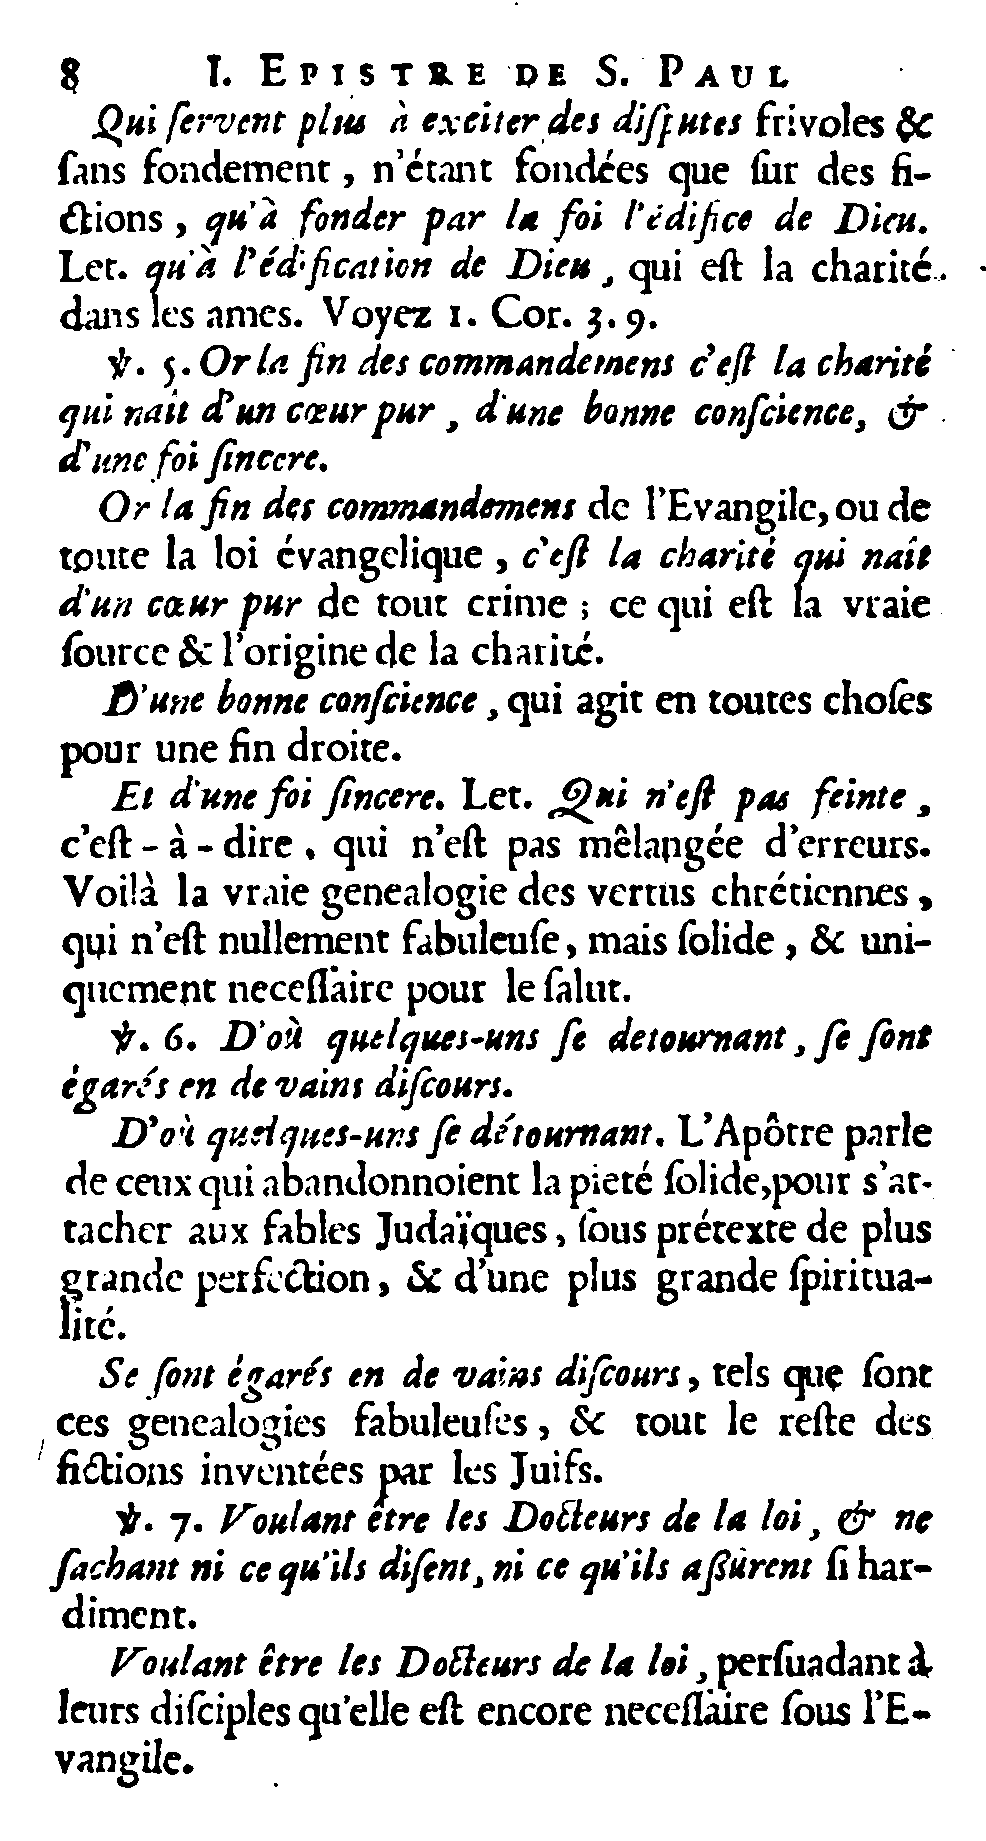 8 I. EPISTRE DE S. PAUL
Qui ſervent plus à exciter des diſputes frivoles &
ſans fondement, n'étant fondées que ſur des fi-
ctions, qu'à fonder par la foi l'édifice de Dieu.
Let. qu'à l'édification de Dieu, qui eſt la charité
dans les ames. Voyez 1. Cor. 3. 9.
℣. 5. Or la fin des commandemens c'eſt la charité
qui nait d'un cœur pur, d'une bonne conſcience, &
d'une foi ſincere.
Or la fin des commandemens de l'Evangile, ou de
toute la loi évangelique, c'eſt la charité qui naît
d'un cœur pur de tout crime; ce qui eſt la vraie
ſource & l'origine de la charité.
D'une bonne conſcience, qui agit en toutes choſes
pour une fin droite.
Et d'une foi ſincere. Let. Qui n'eſt pas feinte,
c'eſt-à-dire, qui n'eſt pas mêlangée d'erreurs.
Voilà la vraie genealogie des vertus chrétiennes,
qui n'eſt nullement fabuleuſe, mais ſolide, & uni-
quement neceſſaire pour le ſalut.
℣. 6. D'où quelques-uns ſe detournant, ſe ſont
égarés en de vains diſcours.
D'où quelques-uns ſe détournant. L'Apôtre parle
de ceux qui abandonnoient la pieté ſolide, pour s'at-
tacher aux fables Judaïques, ſous prétexte de plus
grande perfection, & d'une plus grande ſpiritua-
lité.
Se ſont égarés en de vains diſcours, tels que ſont
ces genealogies fabuleuſes, & tout le reſte des
fictions inventées par les Juifs.
℣. 7. Voulant être les Docteurs de la loi, & ne
ſachant ni ce qu'ils diſent, ni ce qu'ils aßûrent ſi har-
diment.
Voulant être les Docteurs de la loi, perſuadant à
leurs diſciples qu'elle eſt encore neceſſaire ſous l'E-
vangile.